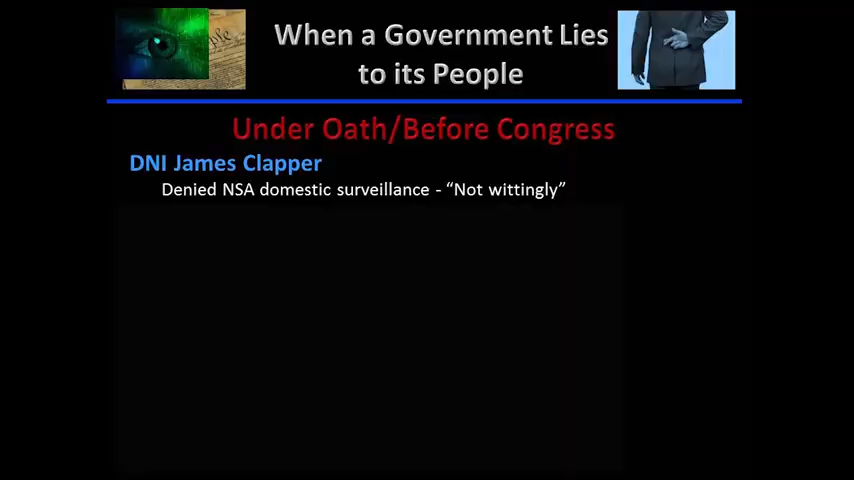 When a Government Lies
to its People
Under Oath/Before Congress
DNI James Clapper
Denied NSA domestic surveillance - “Not wittingly”